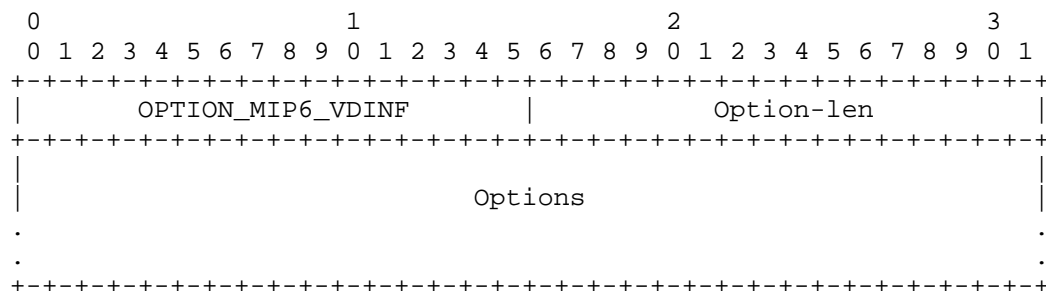 0                   1                   2                   3
 0 1 2 3 4 5 6 7 8 9 0 1 2 3 4 5 6 7 8 9 0 1 2 3 4 5 6 7 8 9 0 1
+-+-+-+-+-+-+-+-+-+-+-+-+-+-+-+-+-+-+-+-+-+-+-+-+-+-+-+-+-+-+-+-+
|       OPTION_MIP6_VDINF       |           Option-len          |
+-+-+-+-+-+-+-+-+-+-+-+-+-+-+-+-+-+-+-+-+-+-+-+-+-+-+-+-+-+-+-+-+
|                                                               |
|                            Options                            |
.                                                               .
.                                                               .
+-+-+-+-+-+-+-+-+-+-+-+-+-+-+-+-+-+-+-+-+-+-+-+-+-+-+-+-+-+-+-+-+